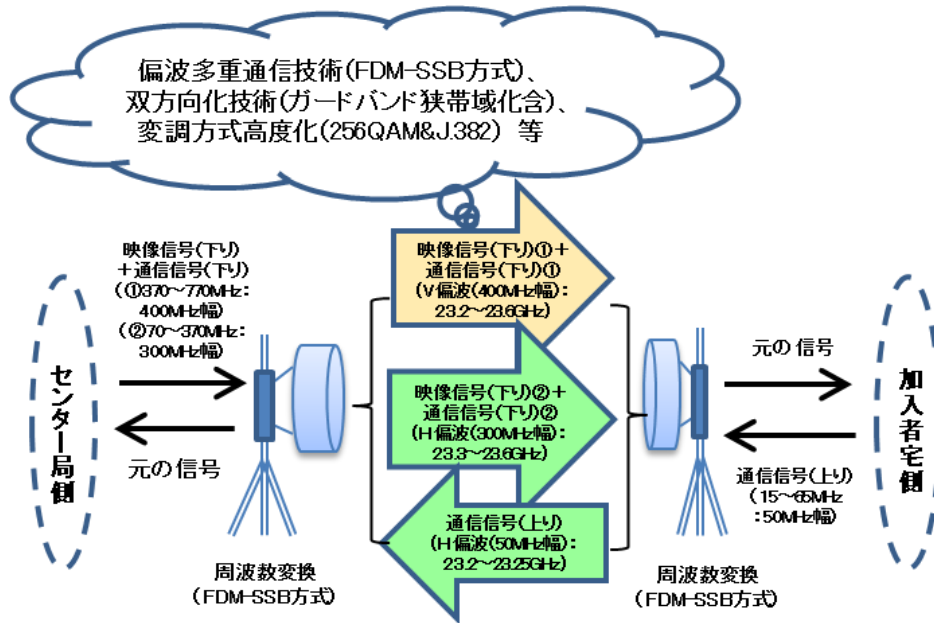 偏波多重通信技術(FDM-SSB方式)、
双方向化技術(ガードバンド狭帯域化含)、
変調方式高度化(256QAM&J.382) 等
映像信号(下り)
+通信信号(下り)
(①370~770MHz:
400MHz幅)
(②70~370MHz:
300MHz幅)
映像信号(下り)①+
通信信号(下り)①
(V偏波(400MHz幅):
23.2~23.6GHz)
センター局側
元の信号
映像信号(下り)②+
通信信号(下り)②
(H偏波(300MHz幅):
23.3~23.6GHz)
元の信号
加入者宅側
通信信号(上り)
(15~65MHz
:50MHz幅)
通信信号(上り)
(H偏波(50MHz幅):
23.2~23.25GHz)
周波数変換
(FDM-SSB方式)
周波数変換
(FDM-SSB方式)